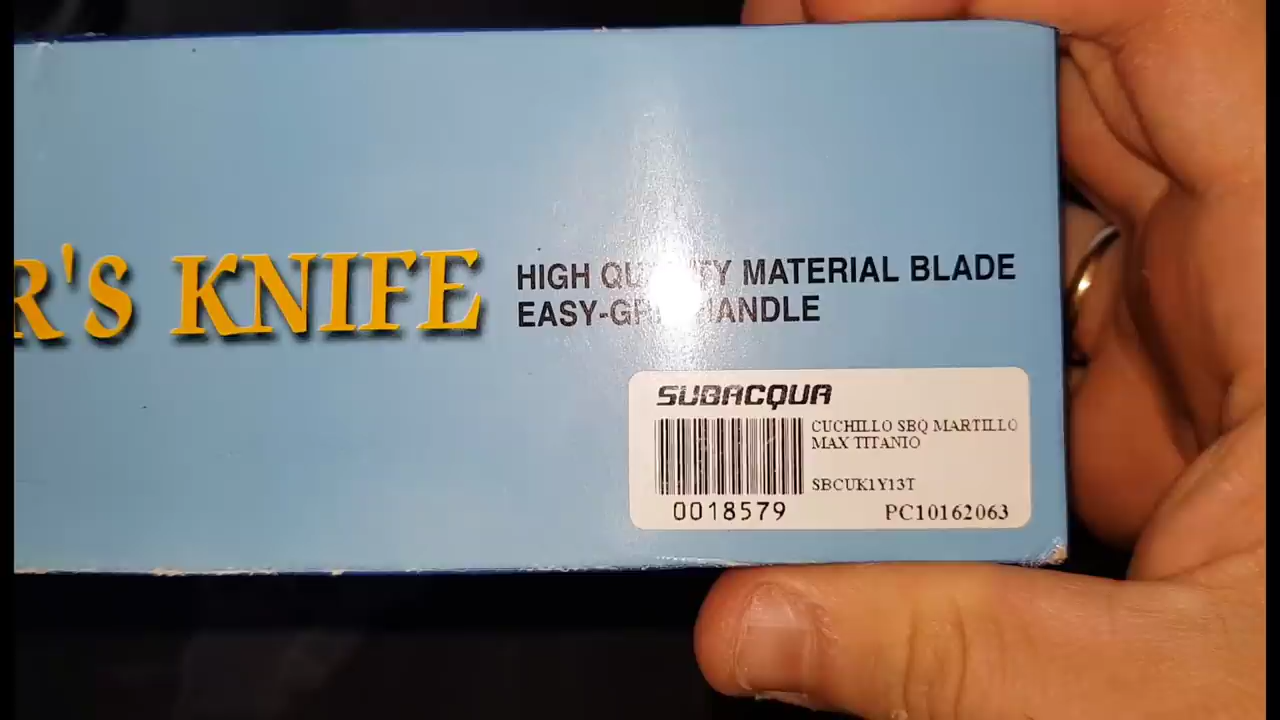 R'S KNIFE
HIGH QUALITY MATERIAL BLADE
EASY-GRIP HANDLE
SUBACQUA
CUCHILLO SBQ MARTILLO
MAX TITANIO
SBCUK1Y13T
0018579
PC10162063